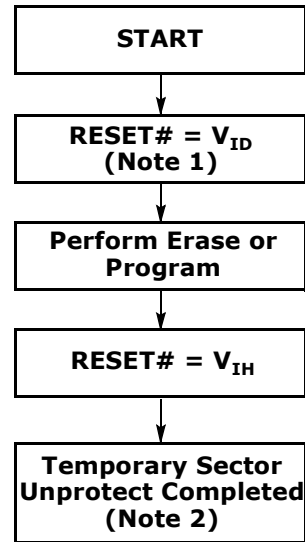 START
RESET# = V_ID
(Note 1)
Perform Erase or
Program
RESET# = V_IH
Temporary Sector
Unprotect Completed
(Note 2)